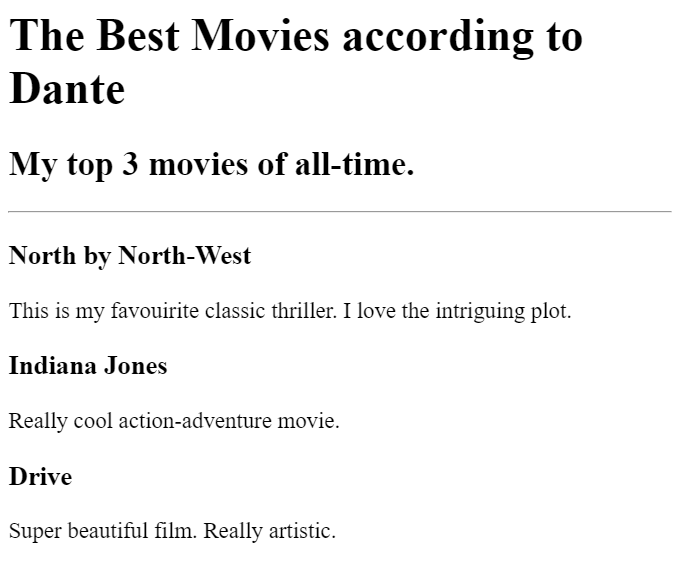 The Best Movies according to
Dante
My top 3 movies of all-time.
North by North-West
This is my favouirite classic thriller. I love the intriguing plot.
Indiana Jones
Really cool action-adventure movie.
Drive
Super beautiful film. Really artistic.